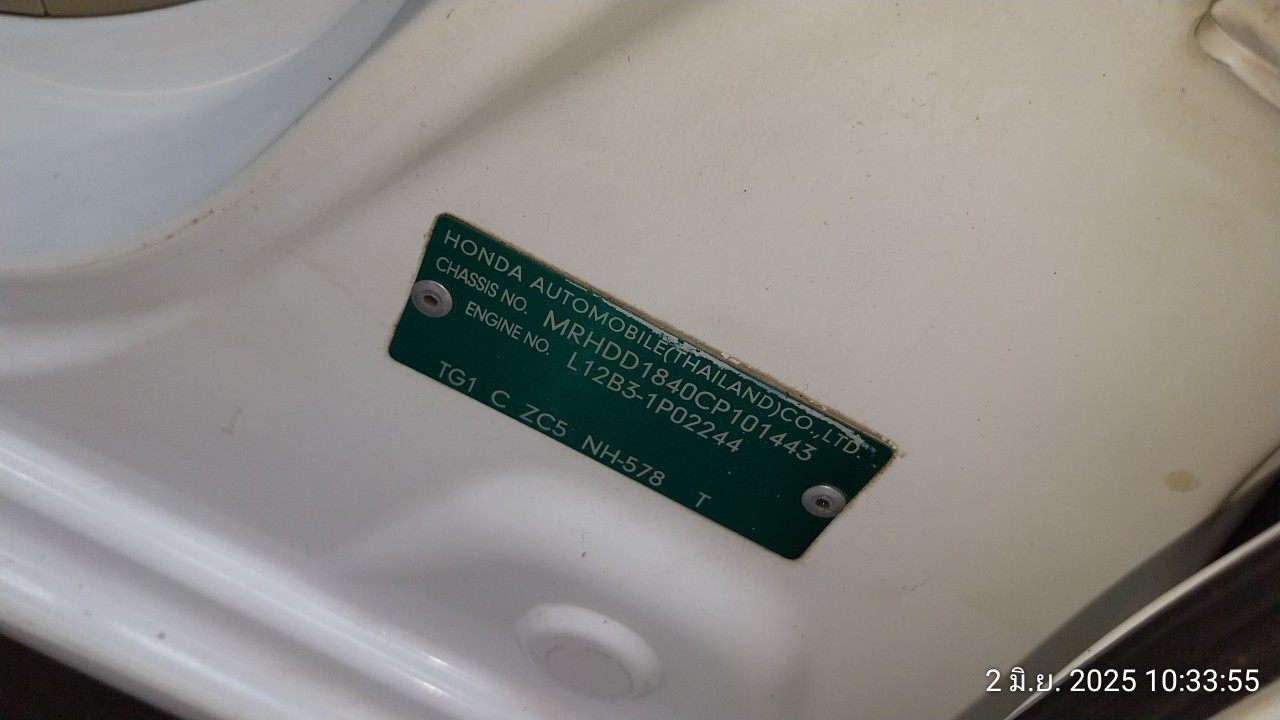 HONDA AUTOMOBILE(THAILAND)CO.,LTD.
CHASSIS NO. MRHDD1840CP101443
ENGINE NO. L12B3-1P02244
TG1 C ZC5 NH-578 T
2 มิ.ย. 2025 10:33:55